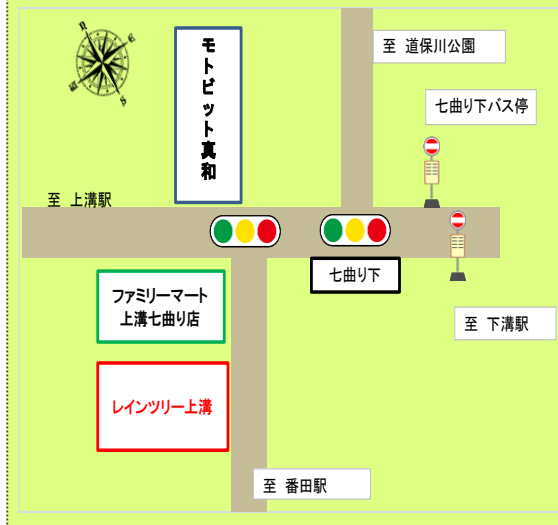 N
E
W
S
モトビット真和
至 道保川公園
七曲り下バス停
至 上溝駅
七曲り下
ファミリーマート
上溝七曲り店
至 下溝駅
レインツリー上溝
至 番田駅